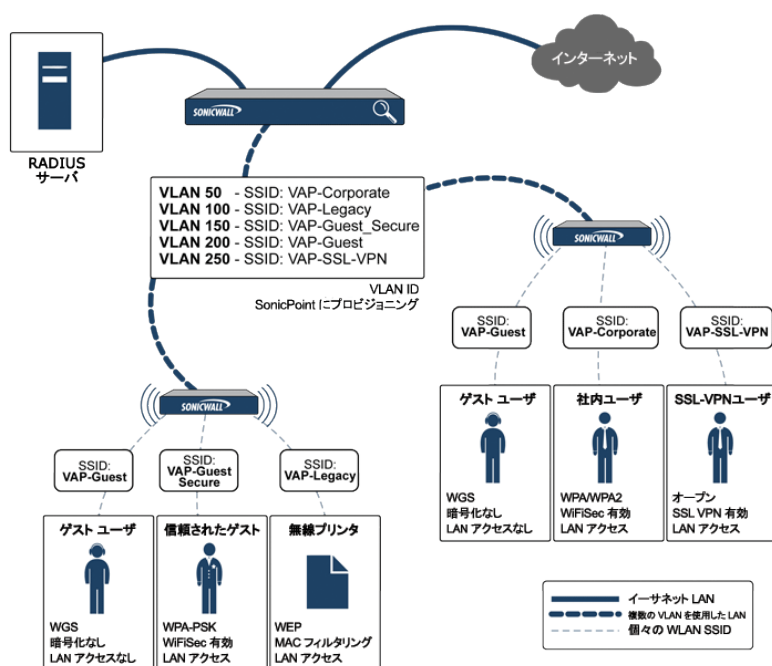 インターネット
SONICWALL
RADIUS
サーバ
VLAN 50 - SSID: VAP-Corporate
VLAN 100 - SSID: VAP-Legacy
VLAN 150 - SSID: VAP-Guest_Secure
VLAN 200 - SSID: VAP-Guest
VLAN 250 - SSID: VAP-SSL-VPN
VLAN ID
SonicPoint にプロビジョニング
SONICWALL
SSID:
VAP-Guest
SSID:
VAP-Corporate
SSID:
VAP-SSL-VPN
ゲスト ユーザ
WGS
暗号化なし
LAN アクセスなし
社内ユーザ
WPA/WPA2
WiFiSec 有効
LAN アクセス
SSL-VPNユーザ
オープン
SSL VPN 有効
LAN アクセス
SONICWALL
SSID:
VAP-Guest
SSID:
VAP-Guest
Secure
SSID:
VAP-Legacy
ゲスト ユーザ
WGS
暗号化なし
LAN アクセスなし
信頼されたゲスト
WPA-PSK
WiFiSec 有効
LAN アクセス
無線プリンタ
WEP
MAC フィルタリング
LAN アクセス
イーサネット LAN
複数の VLAN を使用した LAN
個々の WLAN SSID